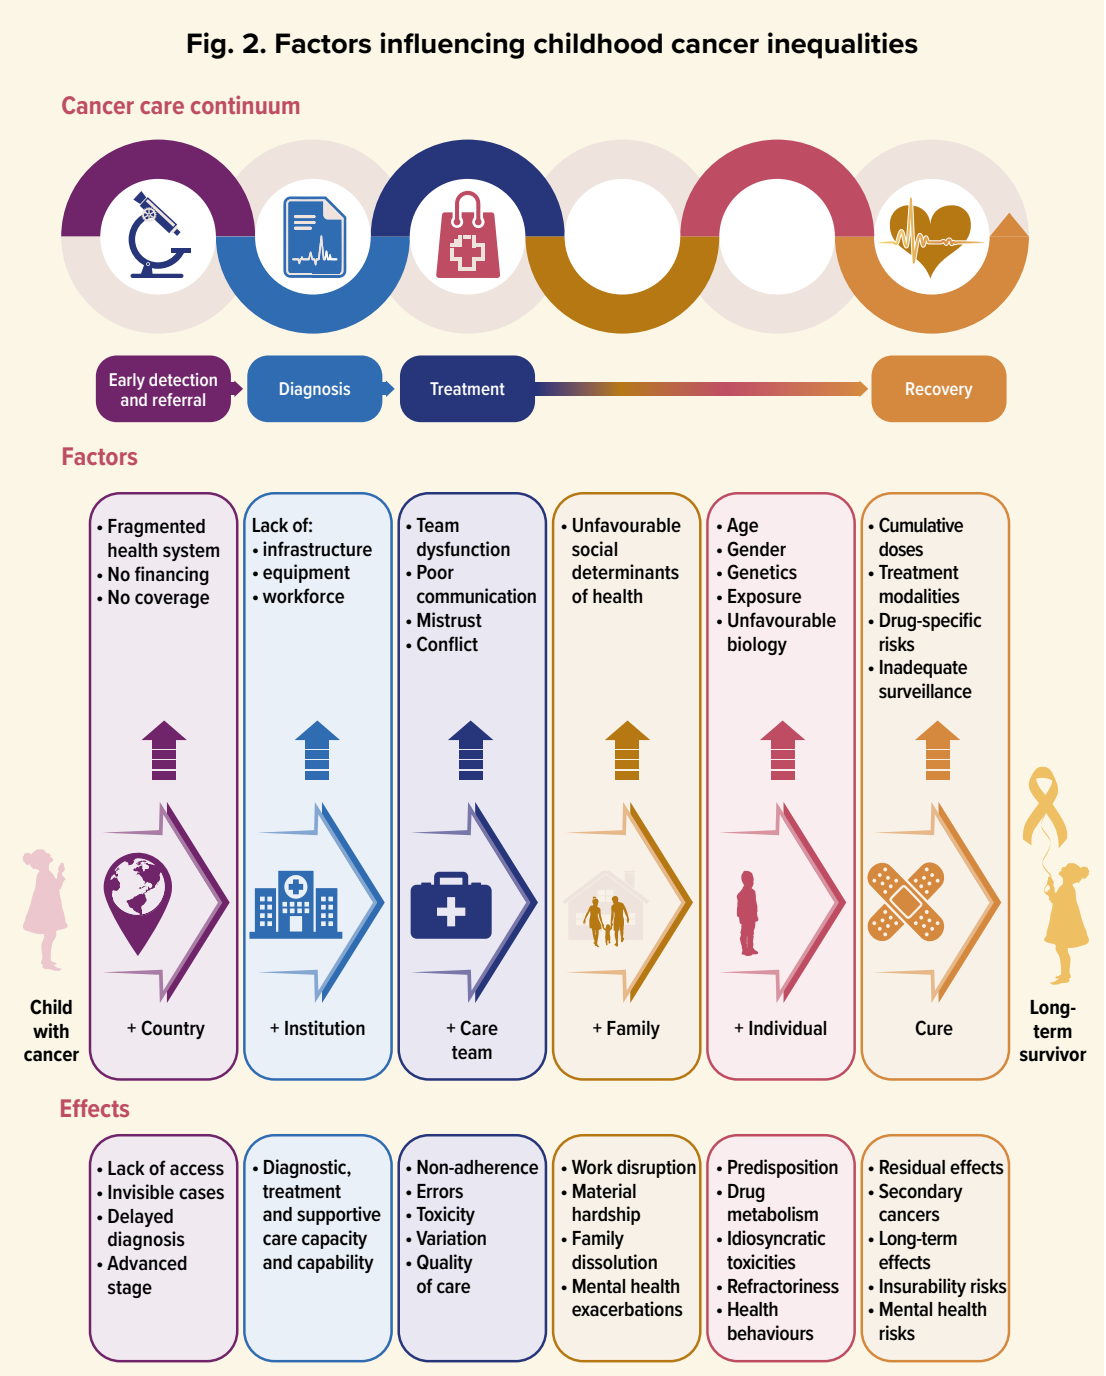 Fig. 2. Factors influencing childhood cancer inequalities
Cancer care continuum
Early detection
and referral
Diagnosis
Treatment
Recovery
Factors
• Fragmented
health system
• No financing
• No coverage
Lack of:
• infrastructure
• equipment
• workforce
• Team
dysfunction
• Poor
communication
• Mistrust
• Conflict
• Unfavourable
social
determinants
of health
• Age
• Gender
• Genetics
• Exposure
• Unfavourable
biology
• Cumulative
doses
• Treatment
modalities
• Drug-specific
risks
• Inadequate
surveillance
Child
with
cancer
+ Country
+ Institution
+ Care
team
+ Family
+ Individual
Cure
Long-
term
survivor
Effects
• Lack of access
• Invisible cases
• Delayed
diagnosis
• Advanced
stage
• Diagnostic,
treatment
and supportive
care capacity
and capability
• Non-adherence
• Errors
• Toxicity
• Variation
• Quality
of care
• Work disruption
• Material
hardship
• Family
dissolution
• Mental health
exacerbations
• Predisposition
• Drug
metabolism
• Idiosyncratic
toxicities
• Refractoriness
• Health
behaviours
• Residual effects
• Secondary
cancers
• Long-term
effects
• Insurability risks
• Mental health
risks